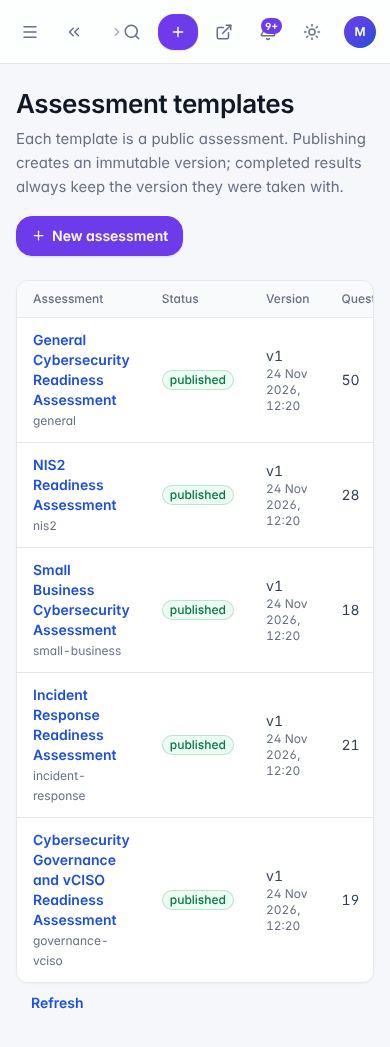 9+
M
Assessment templates
Each template is a public assessment. Publishing
creates an immutable version; completed results
always keep the version they were taken with.
+ New assessment
Assessment Status Version Quest
General
Cybersecurity
Readiness
Assessment
general
published
v1
24 Nov
2026,
12:20
50
NIS2
Readiness
Assessment
nis2
published
v1
24 Nov
2026,
12:20
28
Small
Business
Cybersecurity
Assessment
small-business
published
v1
24 Nov
2026,
12:20
18
Incident
Response
Readiness
Assessment
incident-
response
published
v1
24 Nov
2026,
12:20
21
Cybersecurity
Governance
and vCISO
Readiness
Assessment
governance-
vciso
published
v1
24 Nov
2026,
12:20
19
Refresh